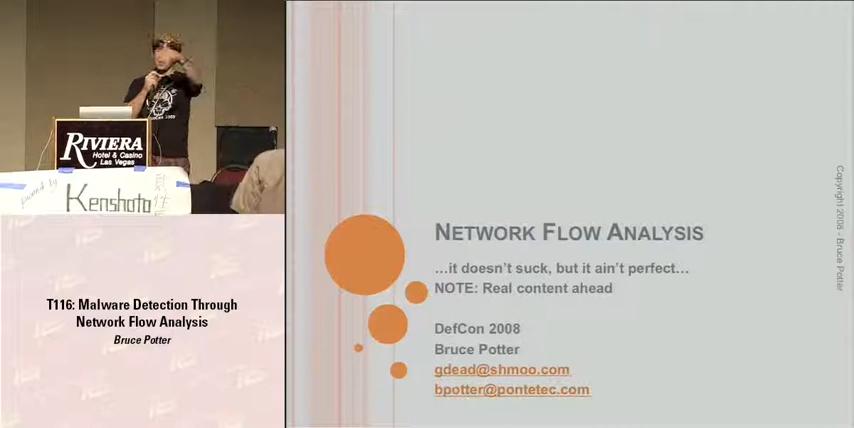 RIVIERA
Hotel & Casino
Las Vegas
powered by
Kenshoto
T116: Malware Detection Through
Network Flow Analysis
Bruce Potter
NETWORK FLOW ANALYSIS
…it doesn't suck, but it ain't perfect…
NOTE: Real content ahead
DefCon 2008
Bruce Potter
gdead@shmoo.com
bpotter@pontetec.com
Copyright 2008 - Bruce Potter